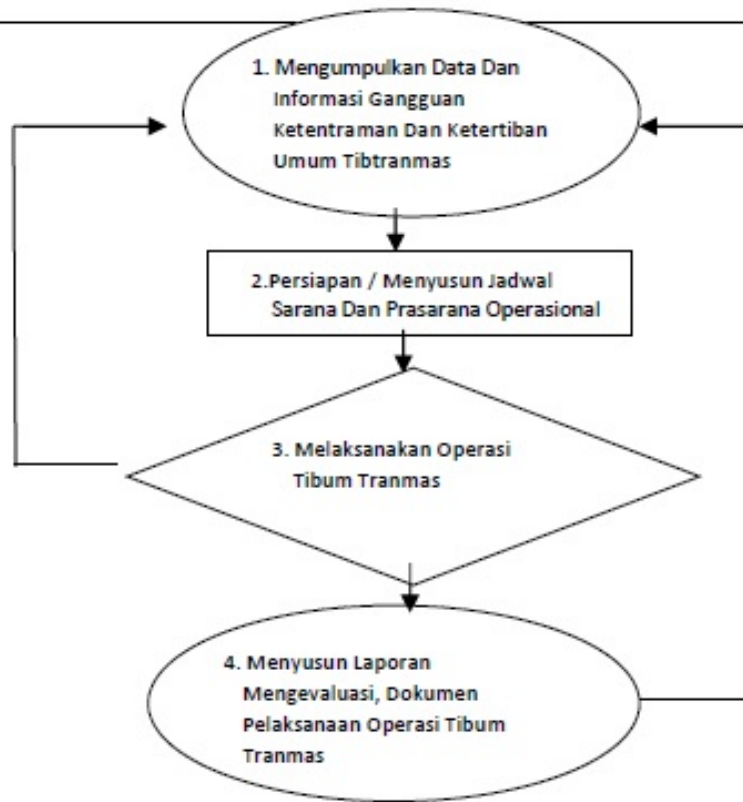 1. Mengumpulkan Data Dan
Informasi Gangguan
Ketentraman Dan Ketertiban
Umum Tibtranmas
2.Persiapan / Menyusun Jadwal
Sarana Dan Prasarana Operasional
3. Melaksanakan Operasi
Tibum Tranmas
4. Menyusun Laporan
Mengevaluasi, Dokumen
Pelaksanaan Operasi Tibum
Tranmas